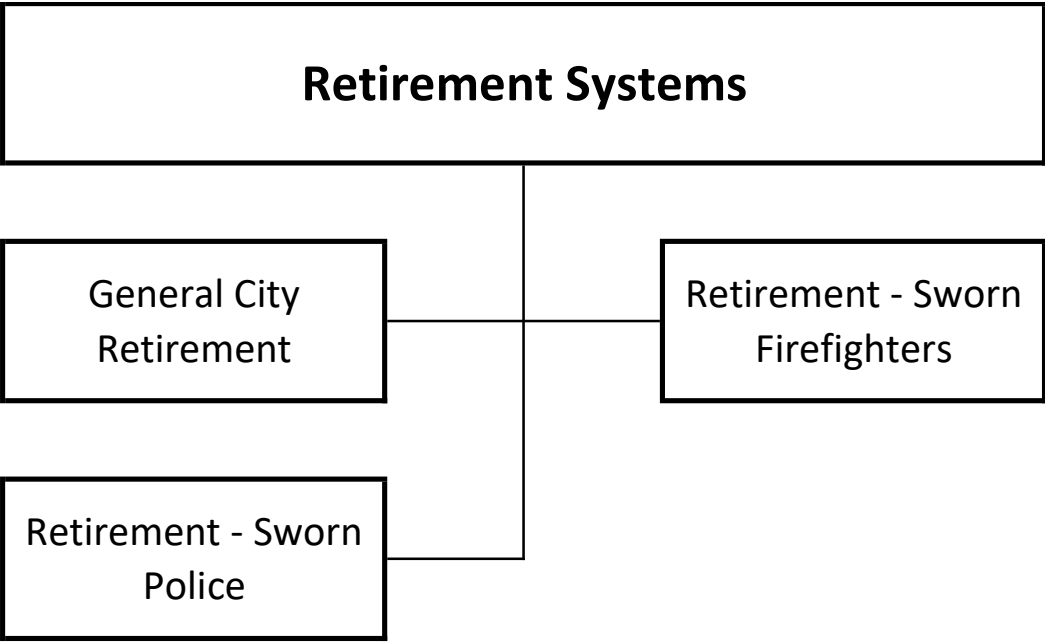 Retirement Systems
General City
Retirement
Retirement - Sworn
Firefighters
Retirement - Sworn
Police